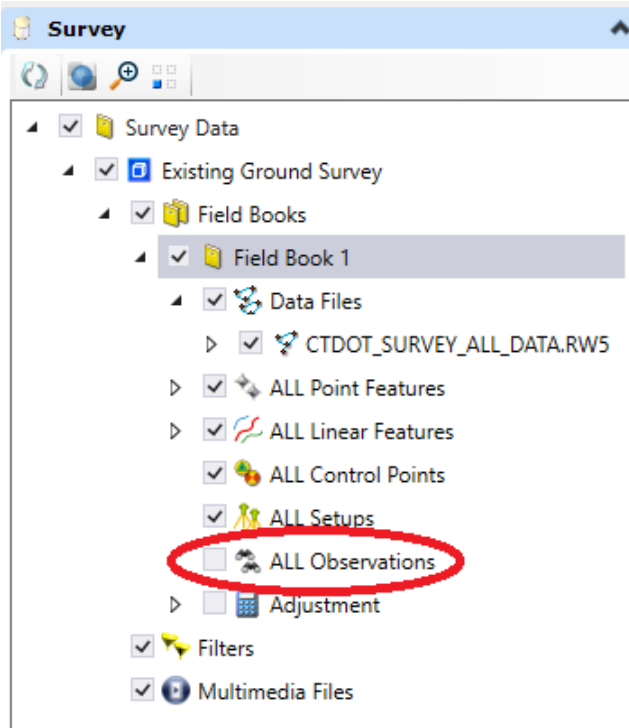 Survey
Survey Data
Existing Ground Survey
Field Books
Field Book 1
Data Files
CTDOT_SURVEY_ALL_DATA.RW5
ALL Point Features
ALL Linear Features
ALL Control Points
ALL Setups
ALL Observations
Adjustment
Filters
Multimedia Files